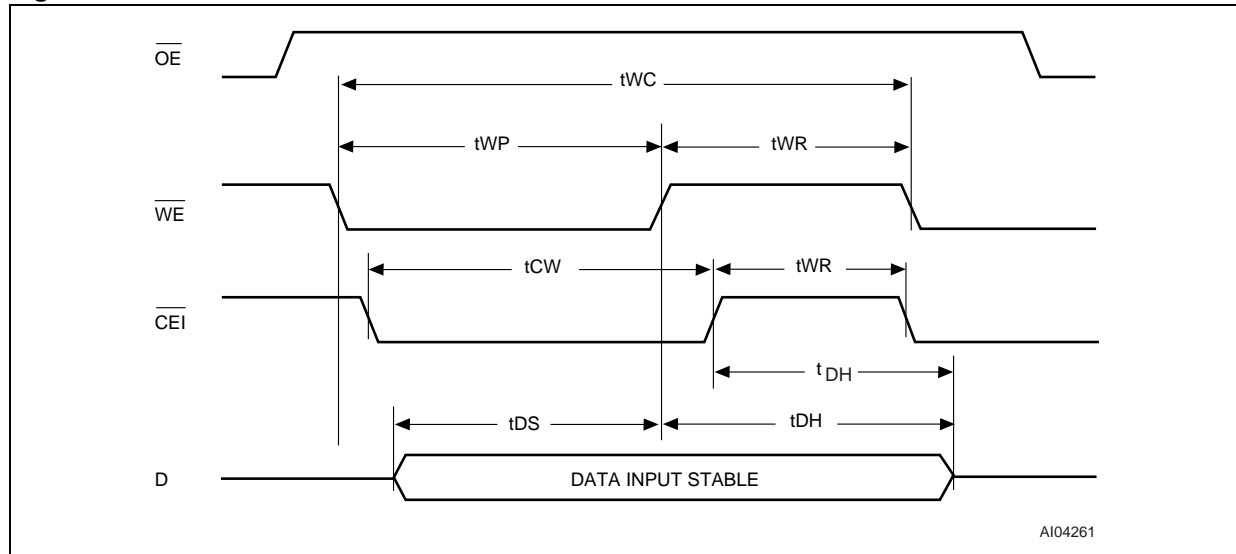 OE
tWC
tWP
tWR
WE
tCW
tWR
CEI
t DH
tDS
tDH
D
DATA INPUT STABLE
AI04261